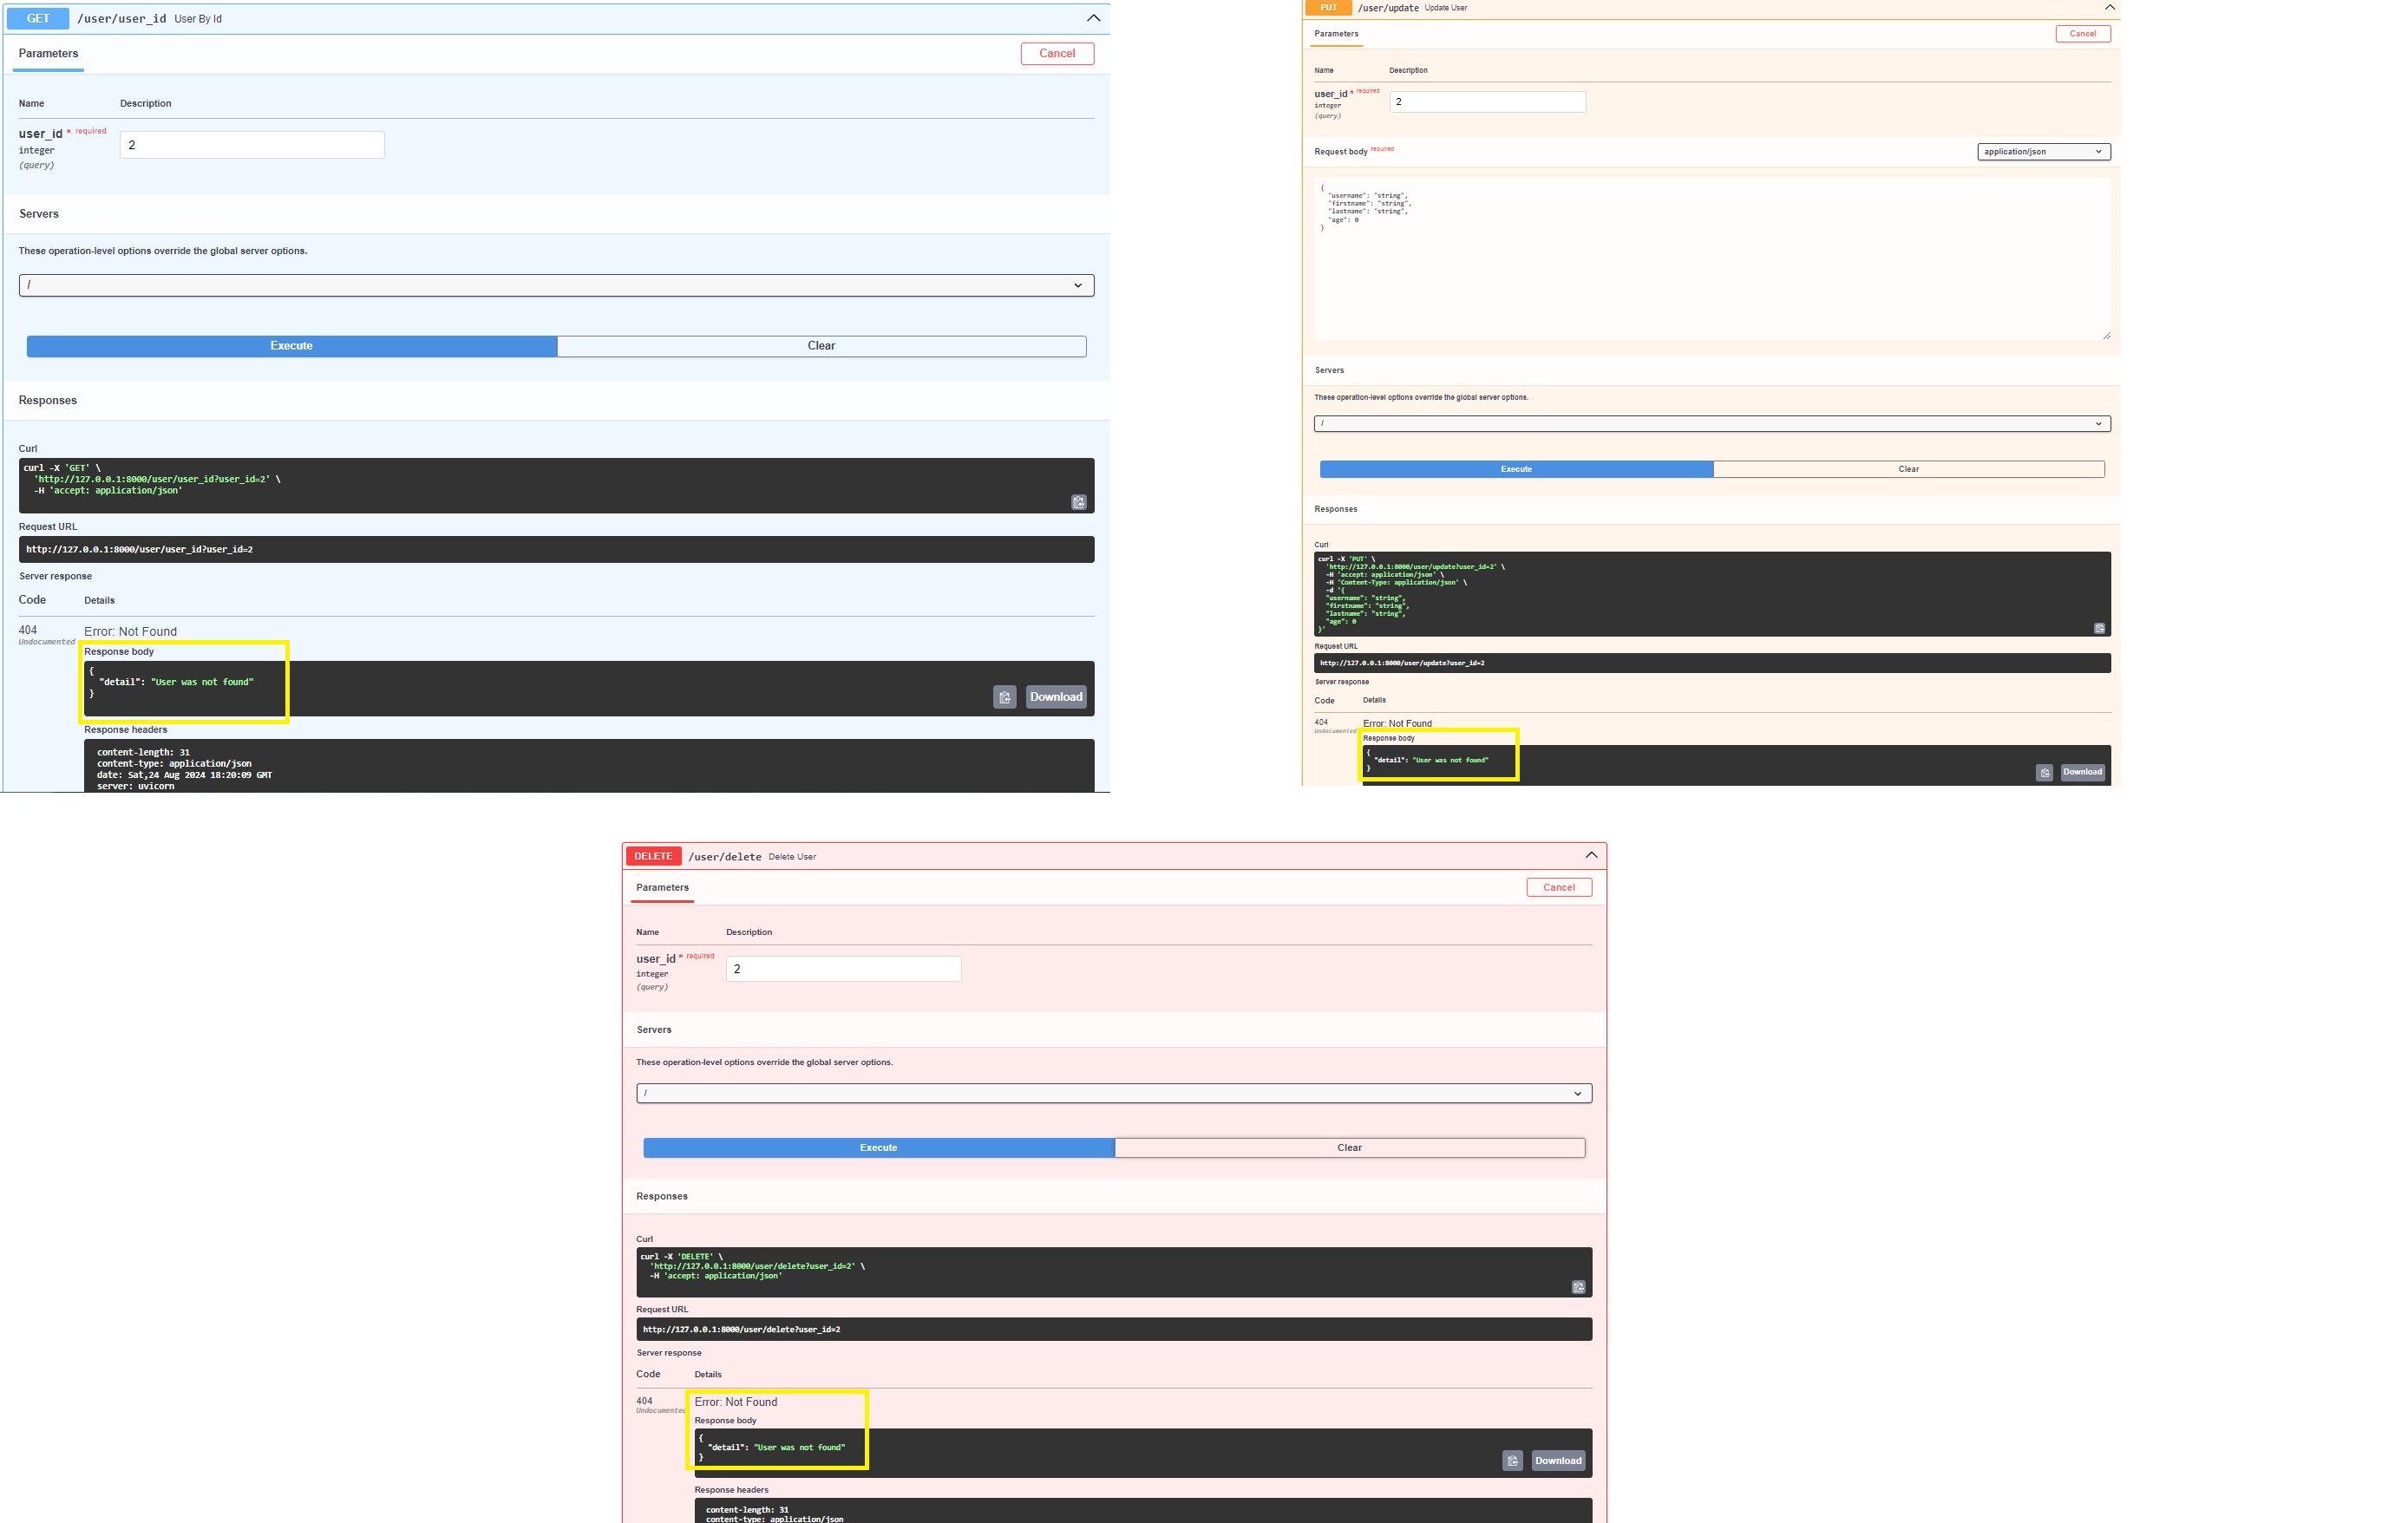 GET /user/user_id User By Id
Parameters
Cancel
Name Description
user_id * required
integer
(query)
2
Servers
These operation-level options override the global server options.
/
Execute Clear
Responses
Curl
curl -X 'GET' \
'http://127.0.0.1:8000/user/user_id?user_id=2' \
-H 'accept: application/json'
Request URL
http://127.0.0.1:8000/user/user_id?user_id=2
Server response
Code Details
404 Error: Not Found
Undocumented
Response body
{
"detail": "User was not found"
}
Download
Response headers
content-length: 31
content-type: application/json
date: Sat,24 Aug 2024 18:20:09 GMT
server: uvicorn
PUT /user/update Update User
Parameters
Cancel
Name Description
user_id * required
integer
(query)
2
Request body required
application/json
{
"username": "string",
"firstname": "string",
"lastname": "string",
"age": 0
}
Servers
These operation-level options override the global server options.
/
Execute Clear
Responses
Curl
curl -X 'PUT' \
'http://127.0.0.1:8000/user/update?user_id=2' \
-H 'accept: application/json' \
-H 'Content-Type: application/json' \
-d '{
"username": "string",
"firstname": "string",
"lastname": "string",
"age": 0
}'
Request URL
http://127.0.0.1:8000/user/update?user_id=2
Server response
Code Details
404 Error: Not Found
Undocumented
Response body
{
"detail": "User was not found"
}
Download
DELETE /user/delete Delete User
Parameters
Cancel
Name Description
user_id * required
integer
(query)
2
Servers
These operation-level options override the global server options.
/
Execute Clear
Responses
Curl
curl -X 'DELETE' \
'http://127.0.0.1:8000/user/delete?user_id=2' \
-H 'accept: application/json'
Request URL
http://127.0.0.1:8000/user/delete?user_id=2
Server response
Code Details
404 Error: Not Found
Undocumented
Response body
{
"detail": "User was not found"
}
Download
Response headers
content-length: 31
content-type: application/json